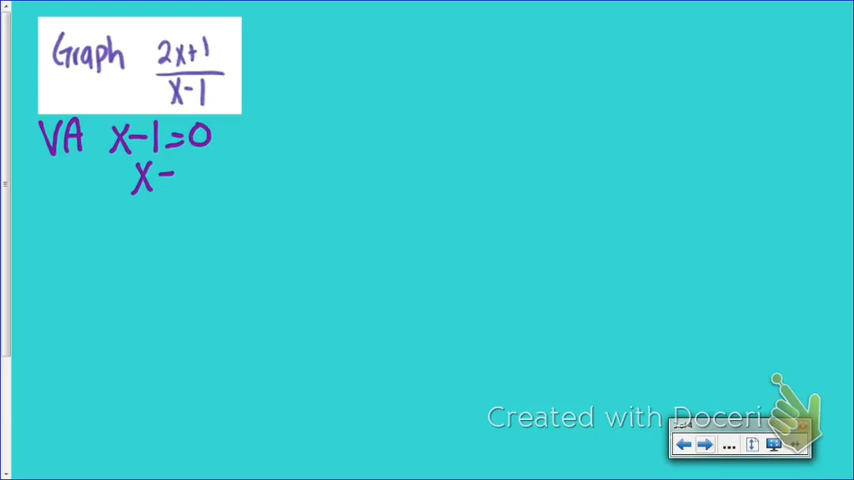 Graph 2x+1
x-1
VA x-1=0
x-
Created with Doceri
...